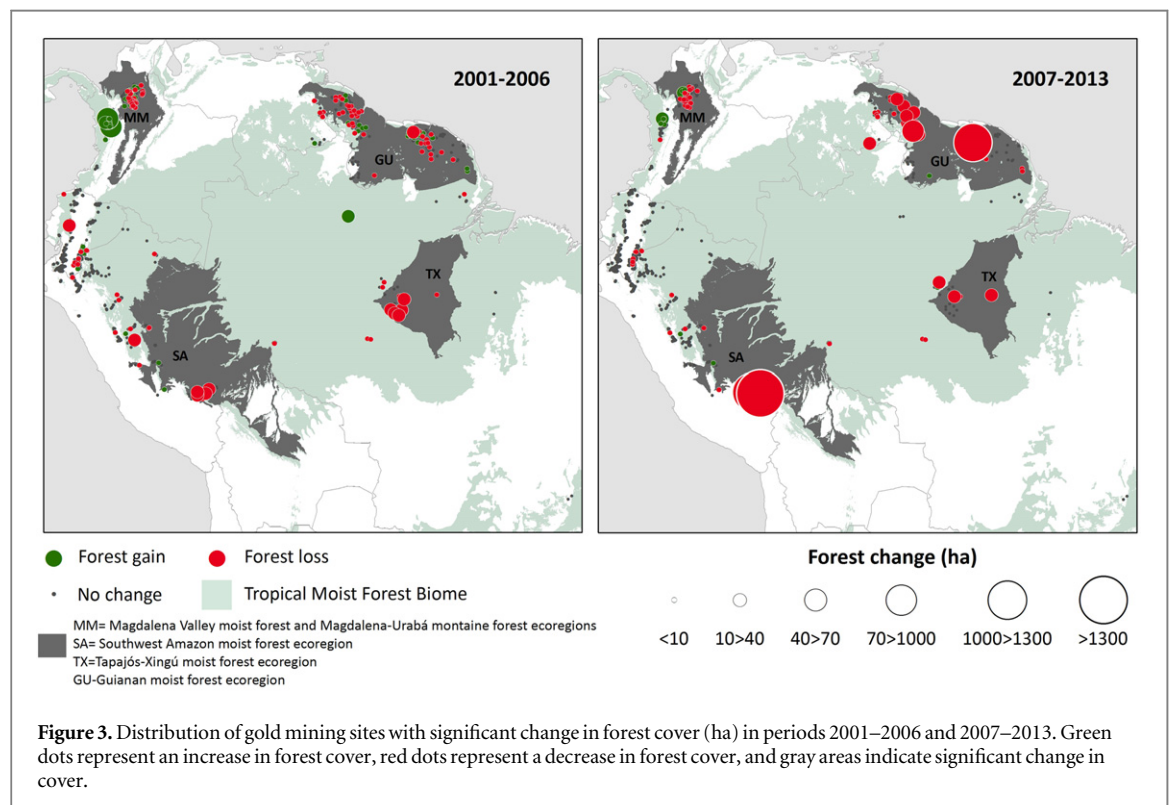 2001-2006
MM
GU
TX
SA
2007-2013
MM
GU
TX
SA
Forest gain
Forest loss
No change
Tropical Moist Forest Biome
MM= Magdalena Valley moist forest and Magdalena-Urabá montaine forest ecoregions
SA= Southwest Amazon moist forest ecoregion
TX=Tapajós-Xingú moist forest ecoregion
GU-Guianan moist forest ecoregion
Forest change (ha)
<10 10>40 40>70 70>1000 1000>1300 >1300
Figure 3. Distribution of gold mining sites with significant change in forest cover (ha) in periods 2001–2006 and 2007–2013. Green
dots represent an increase in forest cover, red dots represent a decrease in forest cover, and gray areas indicate significant change in
cover.